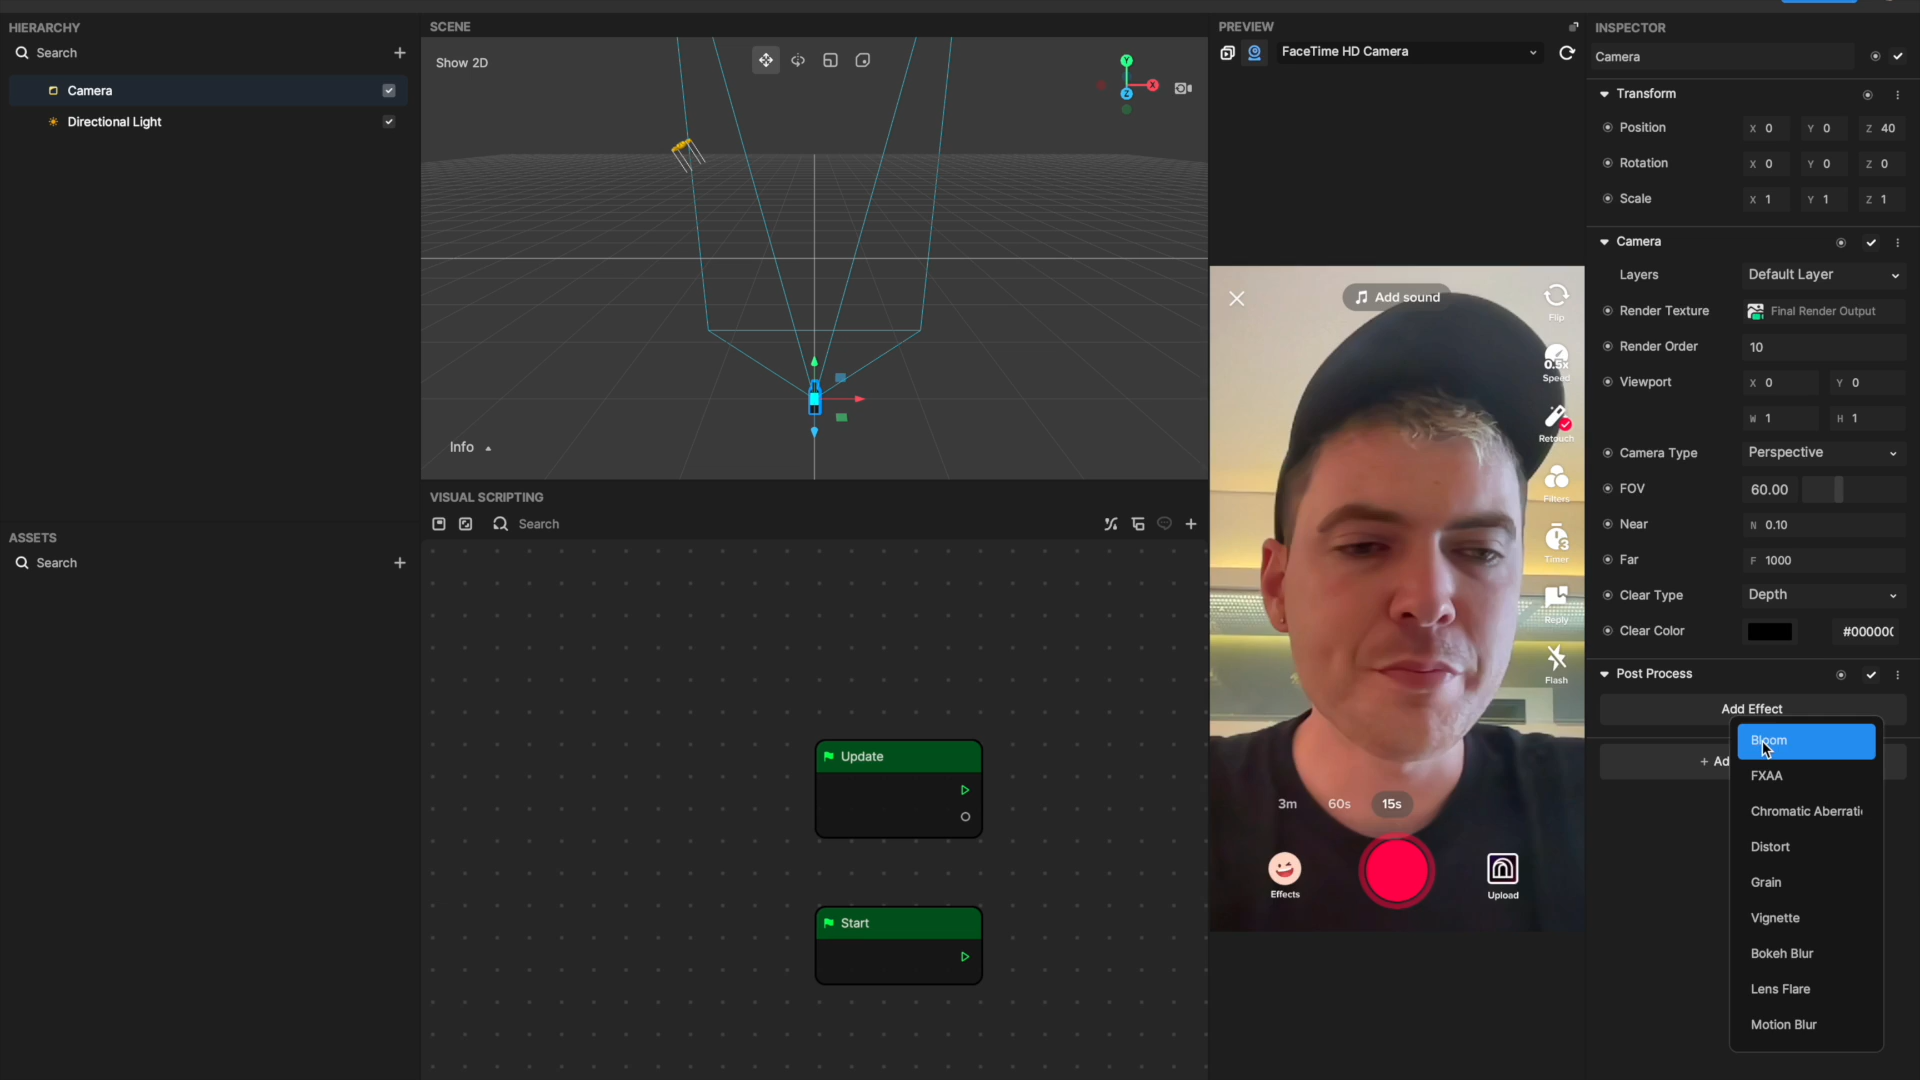 HIERARCHY
Search
Camera
Directional Light
ASSETS
Search
SCENE
Show 2D
Y
X
Z
Info
VISUAL SCRIPTING
Search
Update
Start
PREVIEW
FaceTime HD Camera
Add sound
Flip
0.5x
Speed
Retouch
Filters
3
Timer
Reply
Flash
3m 60s 15s
Effects
Upload
INSPECTOR
Camera
Transform
Position X 0 Y 0 Z 40
Rotation X 0 Y 0 Z 0
Scale X 1 Y 1 Z 1
Camera
Layers Default Layer
Render Texture Final Render Output
Render Order 10
Viewport X 0 Y 0
W 1 H 1
Camera Type Perspective
FOV 60.00
Near N 0.10
Far F 1000
Clear Type Depth
Clear Color #00000(
Post Process
Add Effect
+ Ad
Bloom
FXAA
Chromatic Aberrati
Distort
Grain
Vignette
Bokeh Blur
Lens Flare
Motion Blur